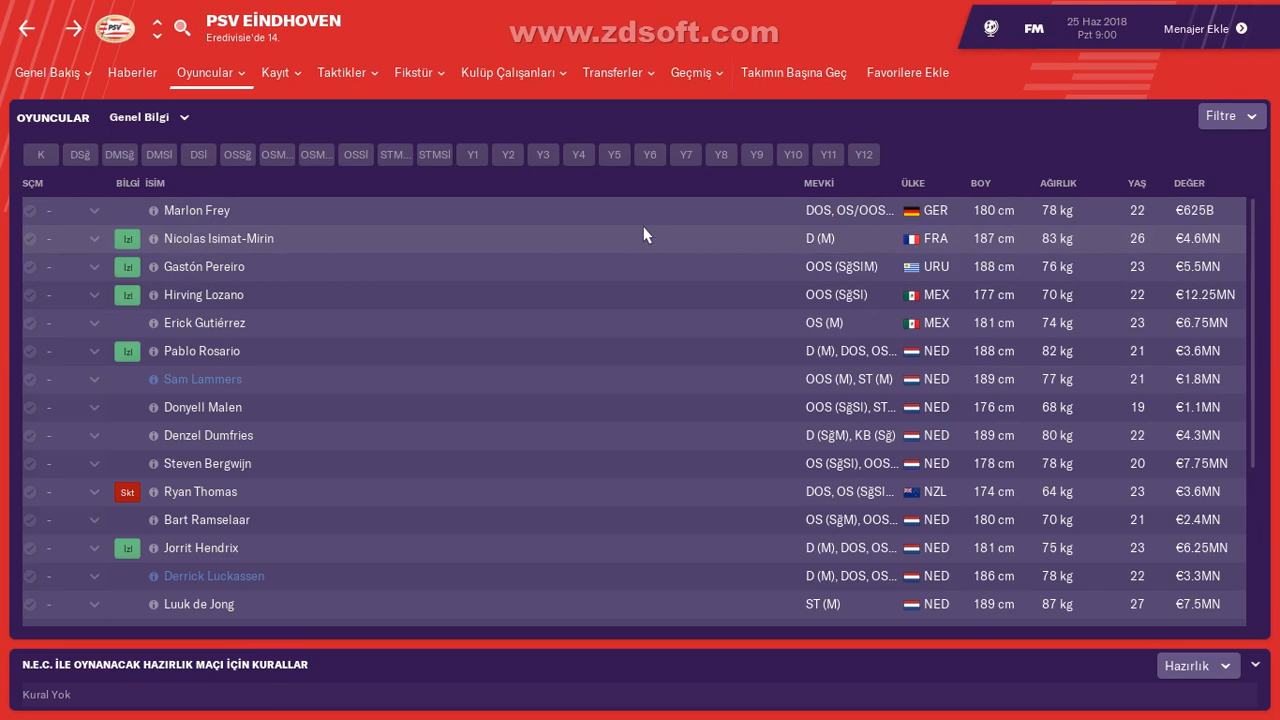 PSV EİNDHOVEN
Eredivisie'de 14.
www.zdsoft.com
FM
25 Haz 2018
Pzt 9:00
Menajer Ekle
Genel Bakış Haberler Oyuncular Kayıt Taktikler Fikstür Kulüp Çalışanları Transferler Geçmiş Takımın Başına Geç Favorilere Ekle
OYUNCULAR Genel Bilgi Filtre
K DSğ DMSğ DMSl DSl OSSğ OSM... OSM... OSSl STM... STMSl Y1 Y2 Y3 Y4 Y5 Y6 Y7 Y8 Y9 Y10 Y11 Y12
SÇM BİLGİ İSİM MEVKİ ÜLKE BOY AĞIRLIK YAŞ DEĞER
- Marlon Frey DOS, OS/OOS... GER 180 cm 78 kg 22 €625B
- İzl Nicolas Isimat-Mirin D (M) FRA 187 cm 83 kg 26 €4.6MN
- İzl Gastón Pereiro OOS (SğSlM) URU 188 cm 76 kg 23 €5.5MN
- İzl Hirving Lozano OOS (SğSl) MEX 177 cm 70 kg 22 €12.25MN
- Erick Gutiérrez OS (M) MEX 181 cm 74 kg 23 €6.75MN
- İzl Pablo Rosario D (M), DOS, OS... NED 188 cm 82 kg 21 €3.6MN
- Sam Lammers OOS (M), ST (M) NED 189 cm 77 kg 21 €1.8MN
- Donyell Malen OOS (SğSl), ST... NED 176 cm 68 kg 19 €1.1MN
- Denzel Dumfries D (SğM), KB (Sğ) NED 189 cm 80 kg 22 €4.3MN
- Steven Bergwijn OS (SğSl), OOS... NED 178 cm 78 kg 20 €7.75MN
- Skt Ryan Thomas DOS, OS (SğSl... NZL 174 cm 64 kg 23 €3.6MN
- Bart Ramselaar OS (SğM), OOS... NED 180 cm 70 kg 21 €2.4MN
- İzl Jorrit Hendrix D (M), DOS, OS... NED 181 cm 75 kg 23 €6.25MN
- Derrick Luckassen D (M), DOS, OS... NED 186 cm 78 kg 22 €3.3MN
- Luuk de Jong ST (M) NED 189 cm 87 kg 27 €7.5MN
N.E.C. İLE OYNANACAK HAZIRLIK MAÇI İÇİN KURALLAR Hazırlık
Kural Yok